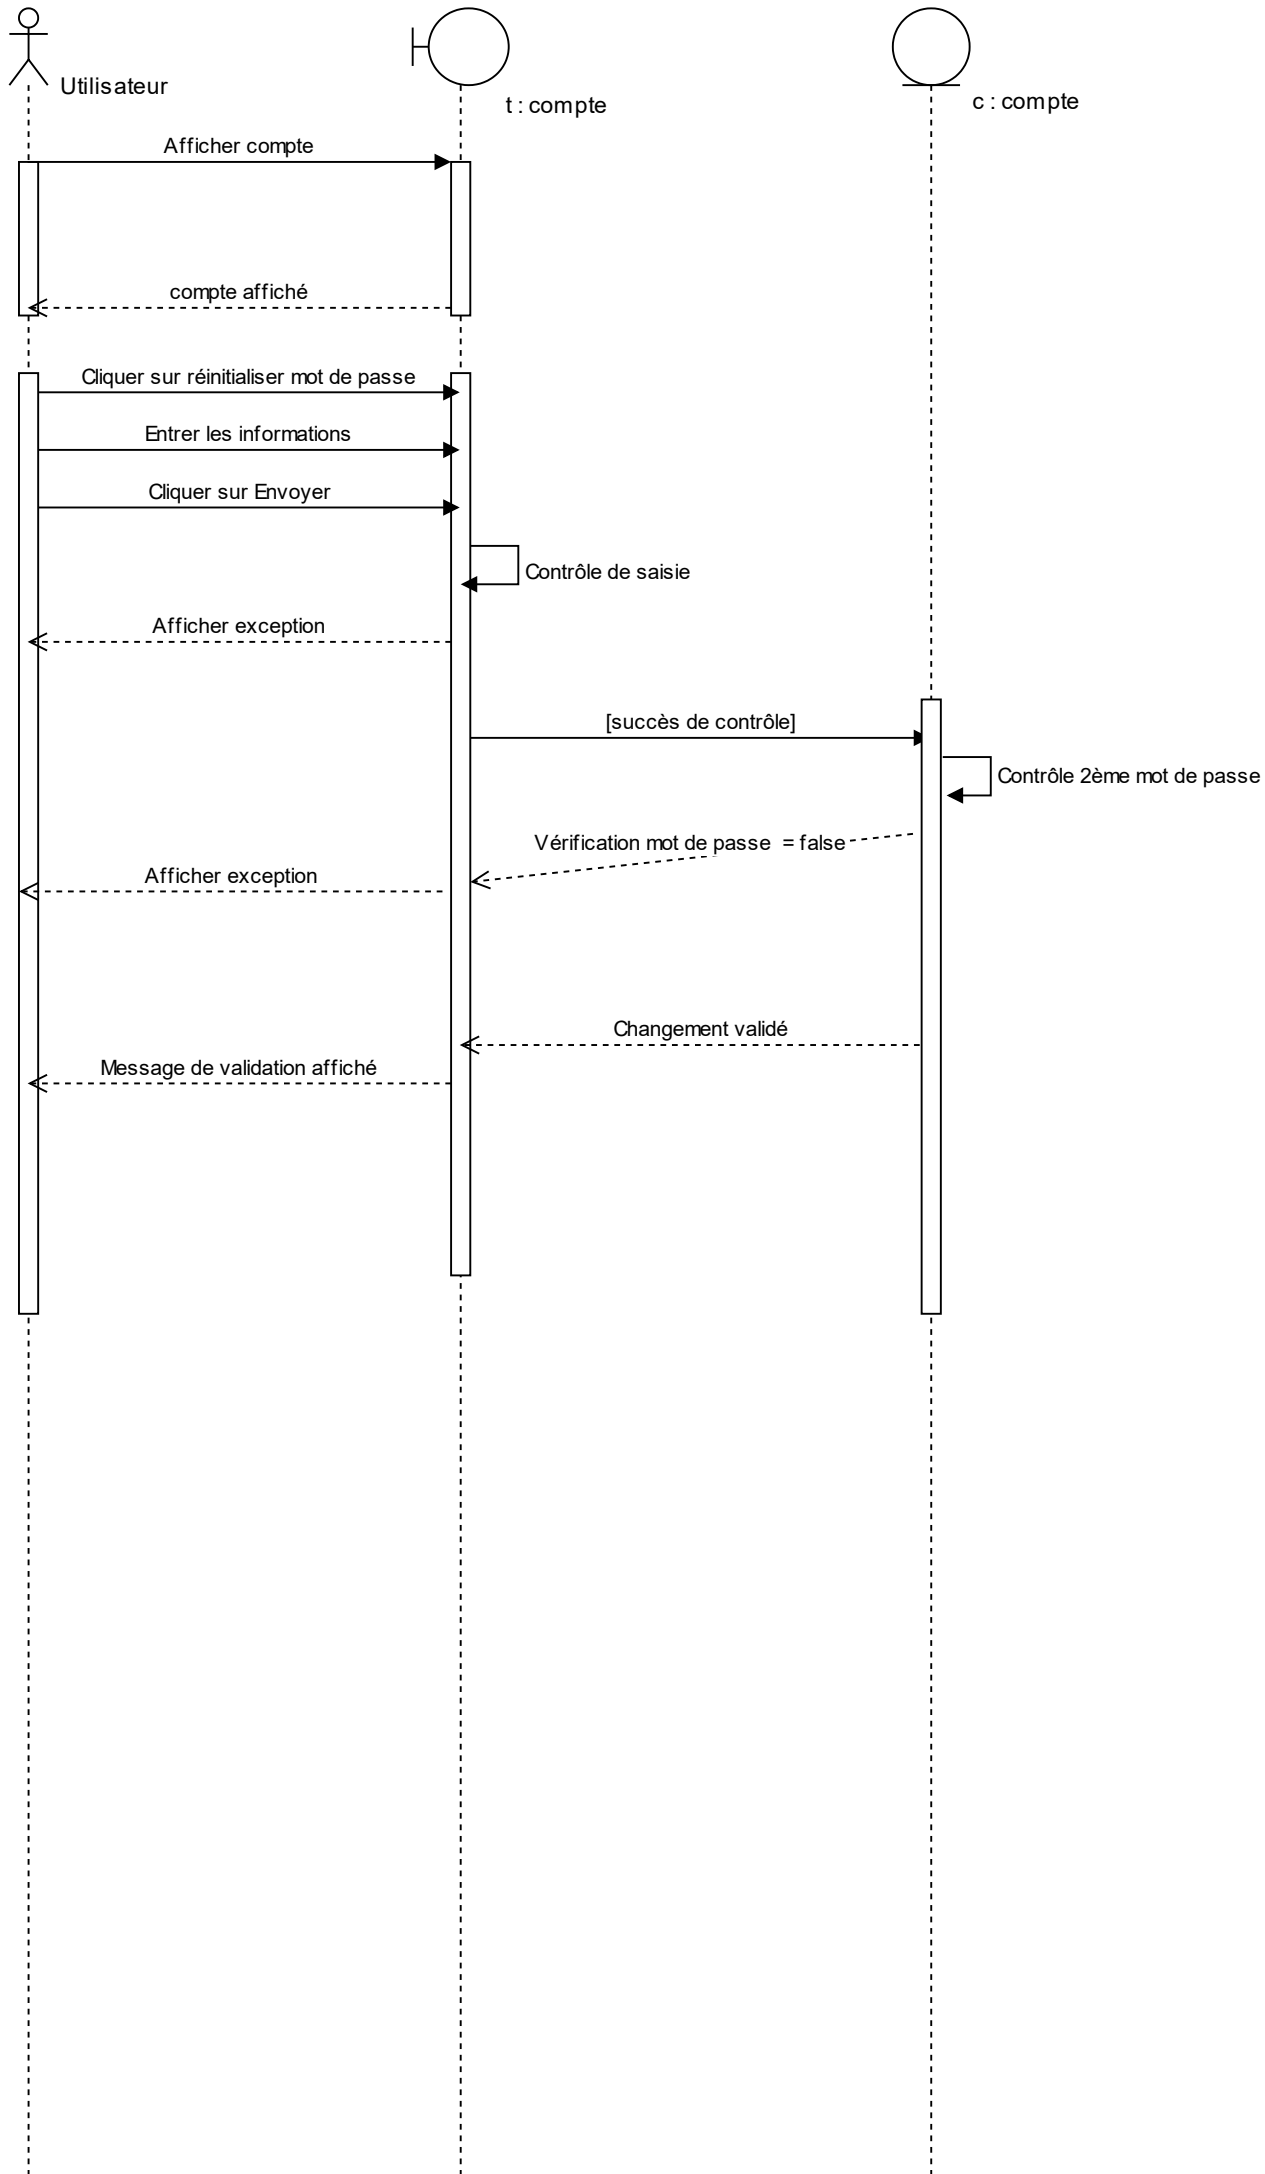 Utilisateur
t : compte
c : compte
Afficher compte
compte affiché
Cliquer sur réinitialiser mot de passe
Entrer les informations
Cliquer sur Envoyer
Contrôle de saisie
Afficher exception
[succès de contrôle]
Contrôle 2ème mot de passe
Vérification mot de passe  = false
Afficher exception
Changement validé
Message de validation affiché